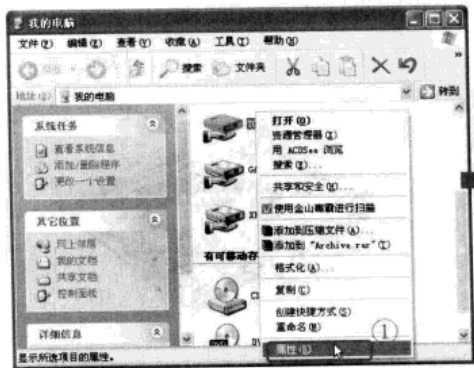 我的电脑
文件(F) 编辑(E) 查看(V) 收藏(A) 工具(T) 帮助(H)
搜索 文件夹
地址(D) 我的电脑 转到
系统任务
查看系统信息
添加/删除程序
更改一个设置
其它位置
网上邻居
我的文档
共享文档
控制面板
详细信息
有可移动存
打开(O)
资源管理器(X)
用 ACDSee 浏览
搜索(E)...
共享和安全(H)...
使用金山毒霸进行扫描
添加到压缩文件(A)...
添加到 "Archive.rar"(T)
格式化(A)...
复制(C)
创建快捷方式(S)
重命名(M)
属性(R)
①
显示所选项目的属性。